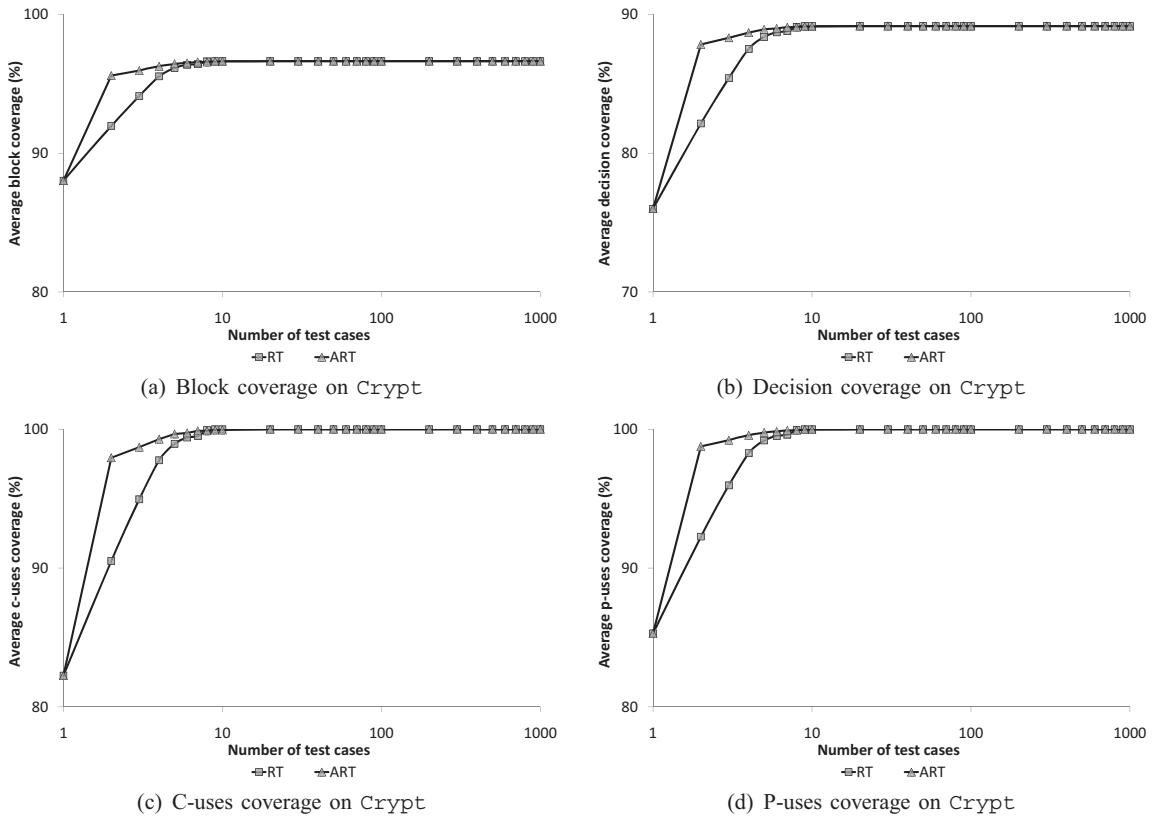 100
90
80
Average block coverage (%)
1 10 100 1000
Number of test cases
RT ART
(a) Block coverage on Crypt
90
80
70
Average decision coverage (%)
1 10 100 1000
Number of test cases
RT ART
(b) Decision coverage on Crypt
100
90
80
Average c-uses coverage (%)
1 10 100 1000
Number of test cases
RT ART
(c) C-uses coverage on Crypt
100
90
80
Average p-uses coverage (%)
1 10 100 1000
Number of test cases
RT ART
(d) P-uses coverage on Crypt